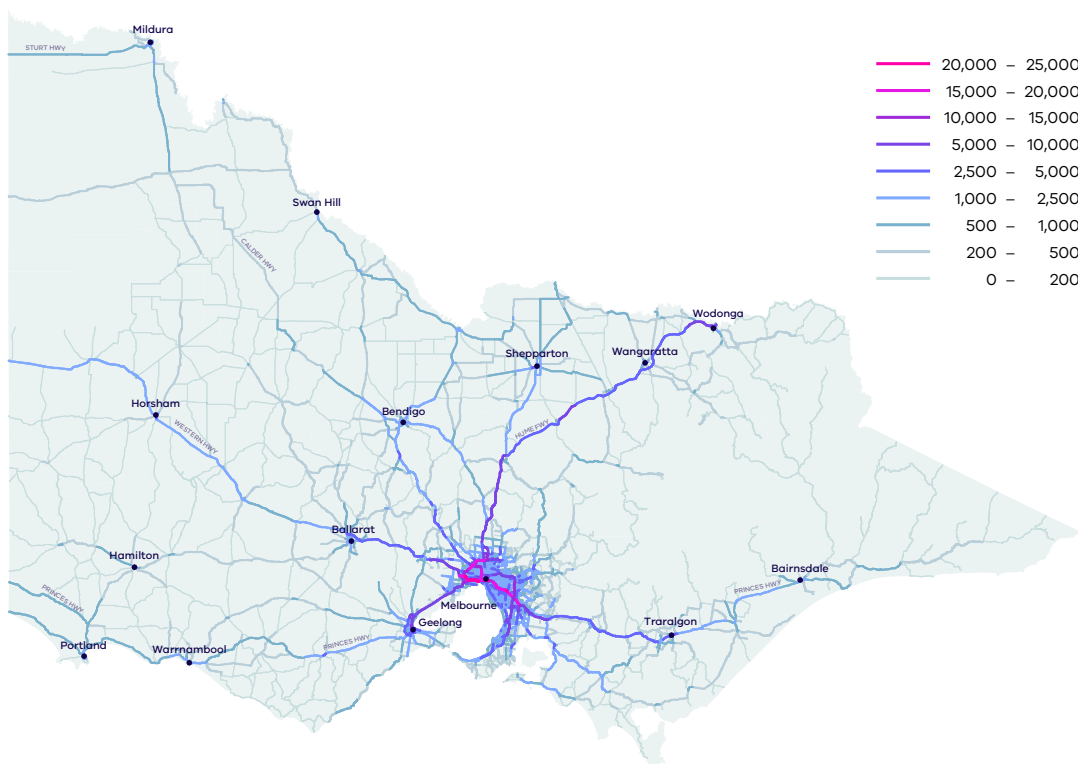 Mildura
STURT HWy
20,000 – 25,000
15,000 – 20,000
10,000 – 15,000
5,000 – 10,000
2,500 – 5,000
1,000 – 2,500
500 – 1,000
200 – 500
0 – 200
Swan Hill
CALDER HWY
Wodonga
Shepparton
Wangaratta
Horsham
Bendigo
WESTERN HWY
HUME FWY
Ballarat
Hamilton
Bairnsdale
PRINCES HWY
PRINCES HWY
Melbourne
Geelong
Traralgon
PRINCES HWY
Portland
Warrnambool